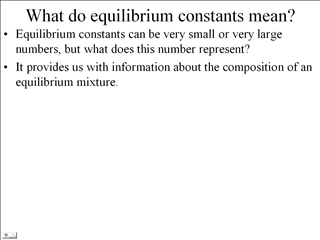 What do equilibrium constants mean?
• Equilibrium constants can be very small or very large
numbers, but what does this number represent?
• It provides us with information about the composition of an
equilibrium mixture.